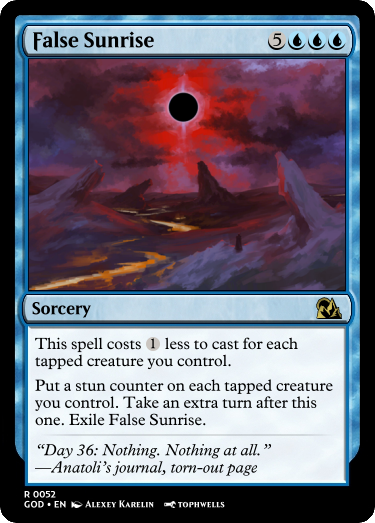 False Sunrise 5
Sorcery
This spell costs 1 less to cast for each
tapped creature you control.
Put a stun counter on each tapped creature
you control. Take an extra turn after this
one. Exile False Sunrise.
“Day 36: Nothing. Nothing at all.”
—Anatoli’s journal, torn-out page
R 0052
GOD • EN ALEXEY KARELIN TOPHWELLS